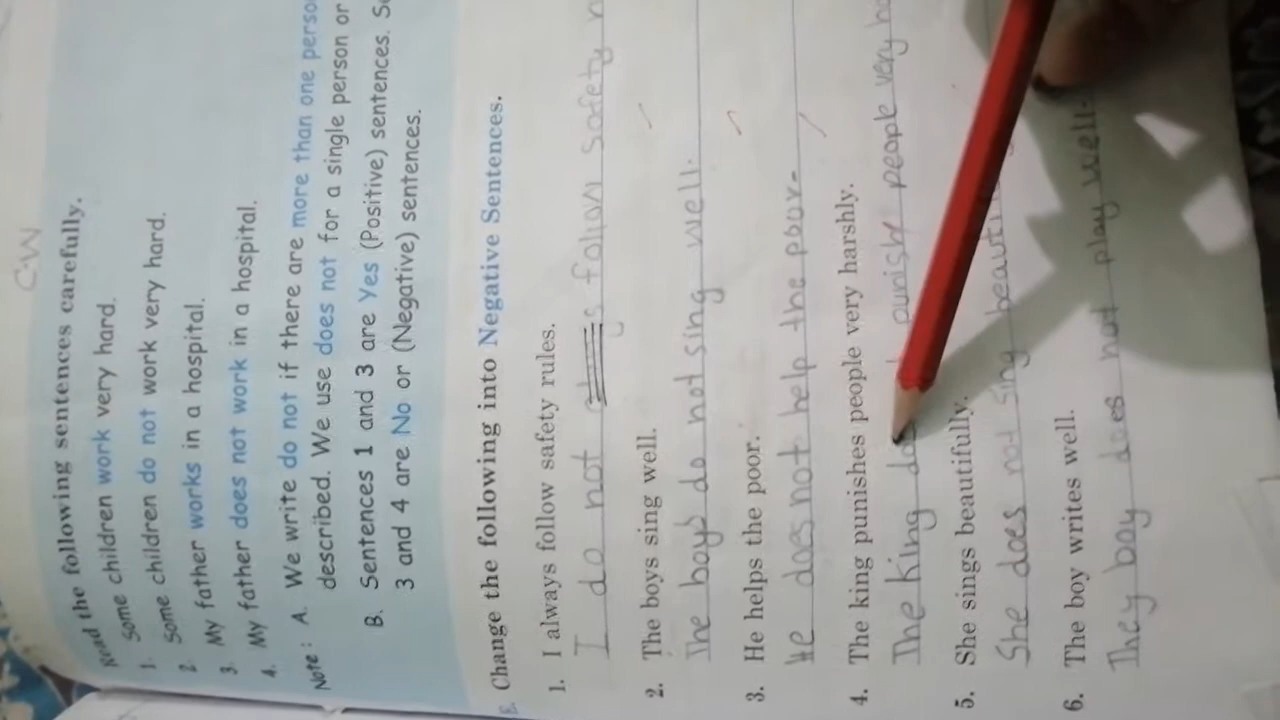 CW
Read the following sentences carefully.
1. Some children work very hard.
2. Some children do not work very hard.
3. My father works in a hospital.
4. My father does not work in a hospital.
Note: A. We write do not if there are more than one
described. We use does not for a single person or
B. Sentences 1 and 3 are Yes (Positive) sentences.
3 and 4 are No or (Negative) sentences.
E. Change the following into Negative Sentences.
1. I always follow safety rules.
I do not follow safety
2. The boys sing well.
The boys do not sing well.
3. He helps the poor.
He does not help the poor.
4. The king punishes people very harshly.
The king punish people very
5. She sings beautifully.
She does not sing
6. The boy writes well.
They boy does not play well.